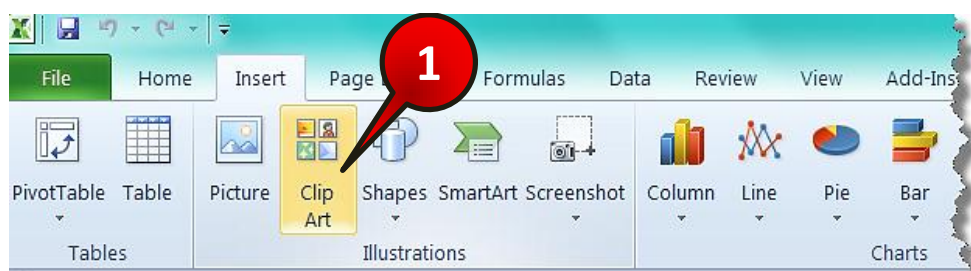 1
File Home Insert Page Formulas Data Review View Add-Ins
PivotTable Table Picture Clip Art Shapes SmartArt Screenshot Column Line Pie Bar
Tables Illustrations Charts